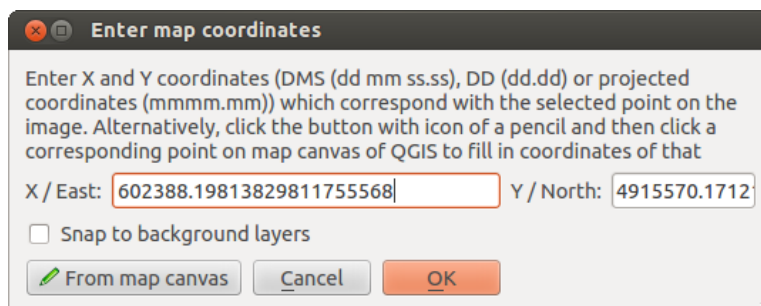 Enter map coordinates
Enter X and Y coordinates (DMS (dd mm ss.ss), DD (dd.dd) or projected
coordinates (mmmm.mm)) which correspond with the selected point on the
image. Alternatively, click the button with icon of a pencil and then click a
corresponding point on map canvas of QGIS to fill in coordinates of that
X / East: 602388.19813829811755568 Y / North: 4915570.1712
Snap to background layers
From map canvas Cancel OK